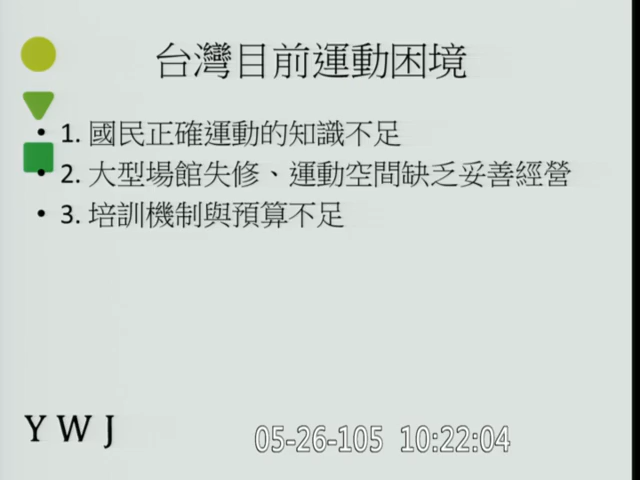 台灣目前運動困境
• 1. 國民正確運動的知識不足
• 2. 大型場館失修、運動空間缺乏妥善經營
• 3. 培訓機制與預算不足
Y W J
05-26-105 10:22:04